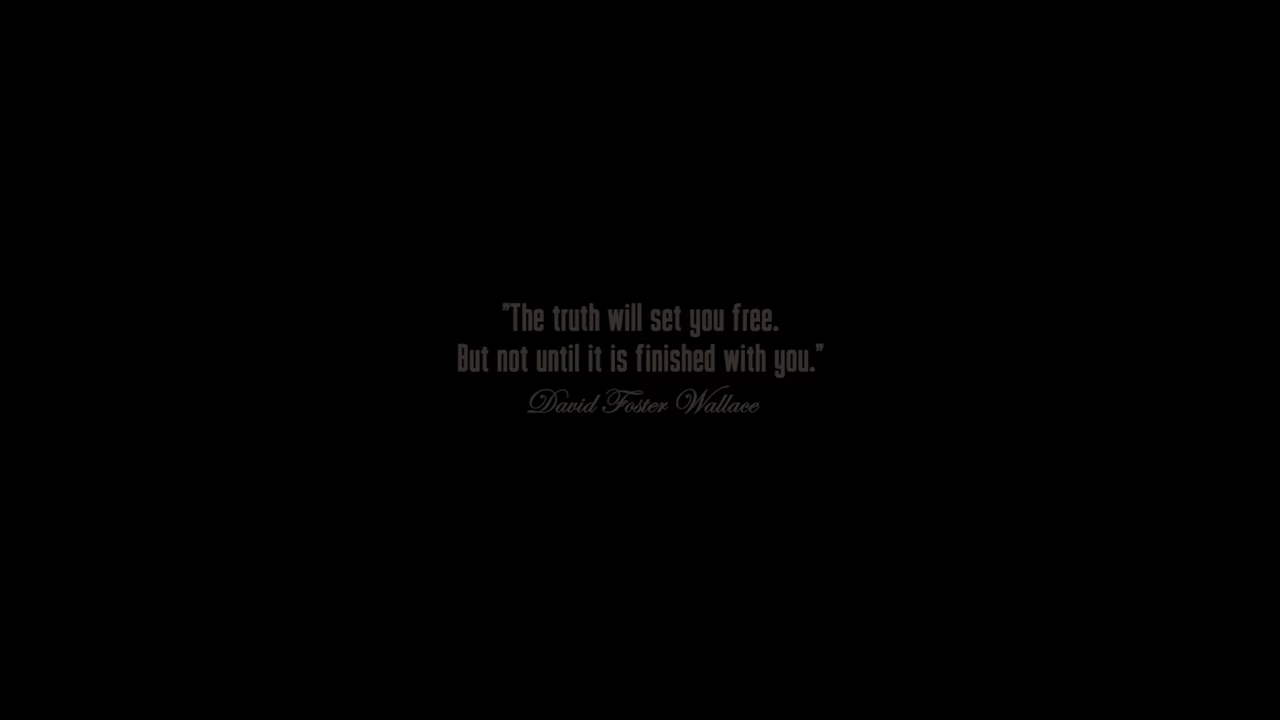 "The truth will set you free.
But not until it is finished with you."
David Foster Wallace